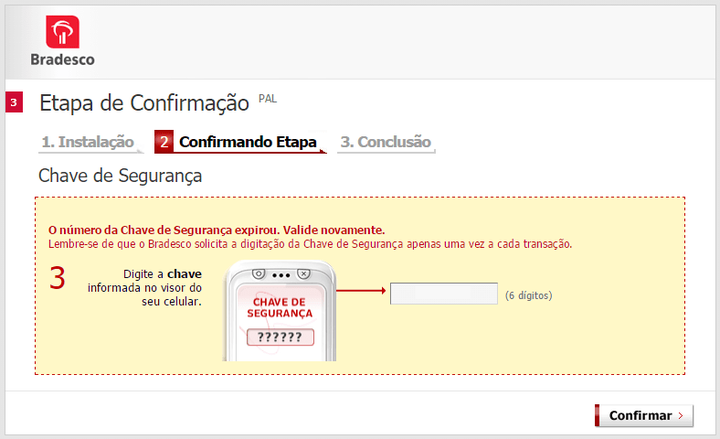 Bradesco
3
Etapa de Confirmação PAL
1. Instalação 2 Confirmando Etapa 3. Conclusão
Chave de Segurança
O número da Chave de Segurança expirou. Valide novamente.
Lembre-se de que o Bradesco solicita a digitação da Chave de Segurança apenas uma vez a cada transação.
3
Digite a chave
informada no visor do
seu celular.
CHAVE DE
SEGURANÇA
??????
(6 dígitos)
Confirmar